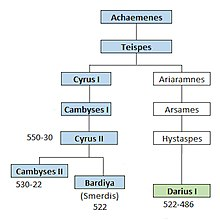 Achaemenes
Teispes
Cyrus I
Ariaramnes
Cambyses I
Arsames
550-30
Cyrus II
Hystaspes
Cambyses II
530-22
Bardiya
(Smerdis)
522
Darius I
522-486